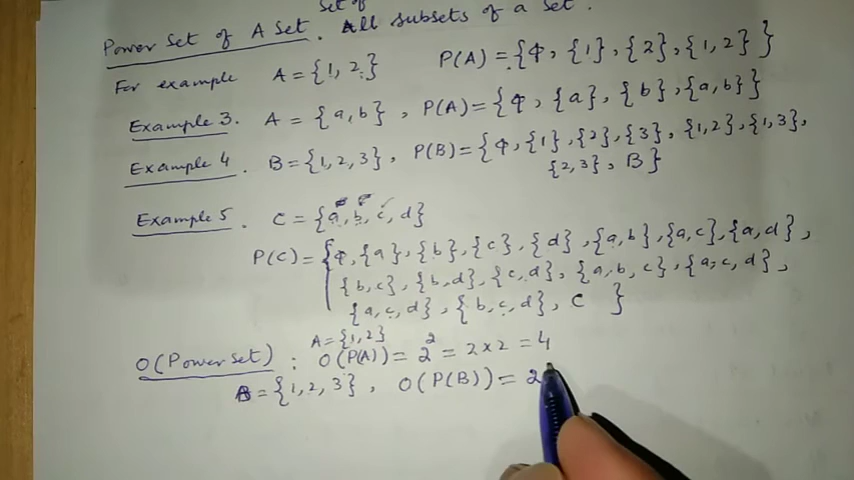 set of
Power Set of A Set. All subsets of a set.
For example A = {1, 2} P(A) = {Φ, {1}, {2}, {1, 2}}
Example 3. A = {a, b}, P(A) = {Φ, {a}, {b}, {a, b}}
Example 4. B = {1, 2, 3}, P(B) = {Φ, {1}, {2}, {3}, {1, 2}, {1, 3},
{2, 3}, B}
Example 5 C = {a, b, c, d}
P(C) = {Φ, {a}, {b}, {c}, {d}, {a, b}, {a, c}, {a, d},
{b, c}, {b, d}, {c, d}, {a, b, c}, {a, c, d},
{a, c, d}, {b, c, d}, C }
A = {1, 2}
O(Power set) : O(P(A)) = 2² = 2 × 2 = 4
B = {1, 2, 3}, O(P(B)) = 2